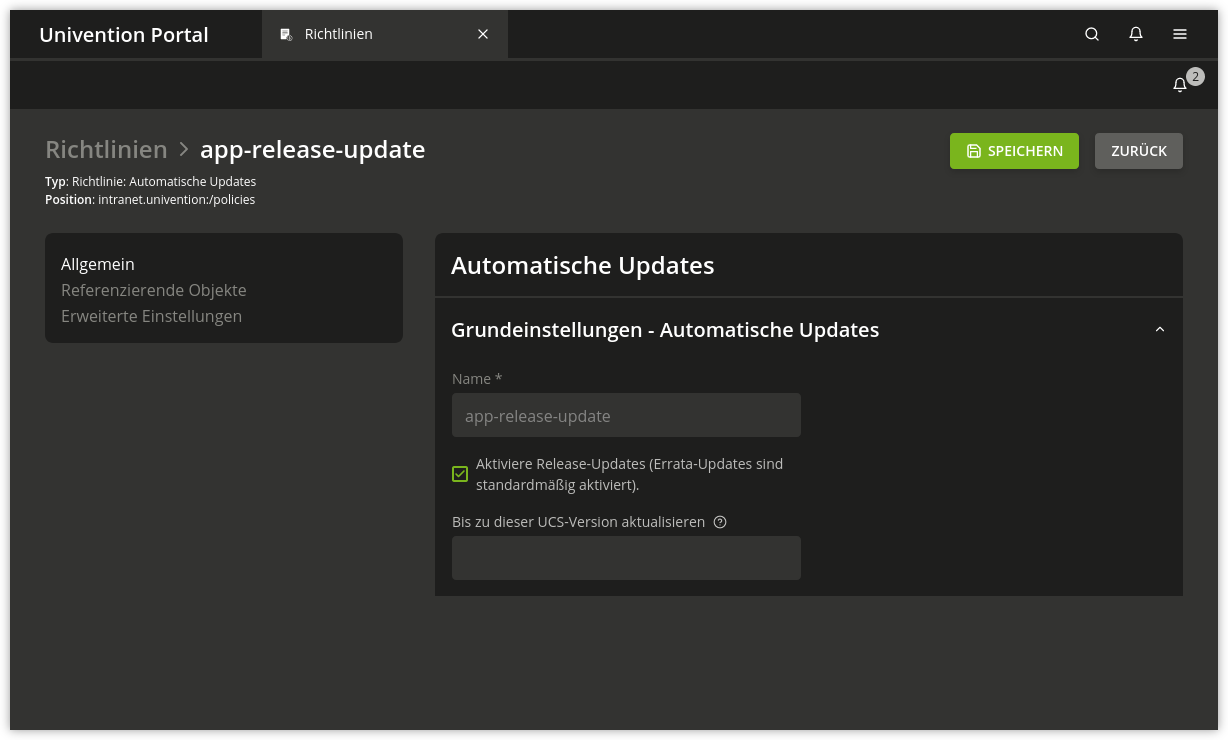 Univention Portal
Richtlinien
2
Richtlinien > app-release-update
SPEICHERN
ZURÜCK
Typ: Richtlinie: Automatische Updates
Position: intranet.univention:/policies
Allgemein
Referenzierende Objekte
Erweiterte Einstellungen
Automatische Updates
Grundeinstellungen - Automatische Updates
Name *
app-release-update
Aktiviere Release-Updates (Errata-Updates sind
standardmäßig aktiviert).
Bis zu dieser UCS-Version aktualisieren